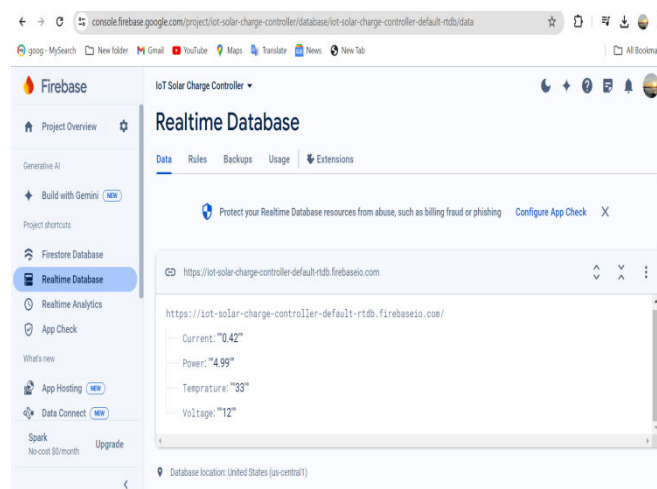 console.firebase.google.com/project/iot-solar-charge-controller/database/iot-solar-charge-controller-default-rtdb/data
goog - MySearch New folder Gmail YouTube Maps Translate News New Tab All Bookma
Firebase
IoT Solar Charge Controller
Project Overview
Realtime Database
Data Rules Backups Usage Extensions
Generative AI
Build with Gemini NEW
Protect your Realtime Database resources from abuse, such as billing fraud or phishing Configure App Check X
Project shortcuts
Firestore Database
Realtime Database
Realtime Analytics
App Check
https://iot-solar-charge-controller-default-rtdb.firebaseio.com
https://iot-solar-charge-controller-default-rtdb.firebaseio.com/
Current: "'0.42'"
Power: "'4.99'"
Temprature: "'33'"
Voltage: "'12'"
What's new
App Hosting NEW
Data Connect NEW
Spark
No-cost $0/month
Upgrade
Database location: United States (us-central1)